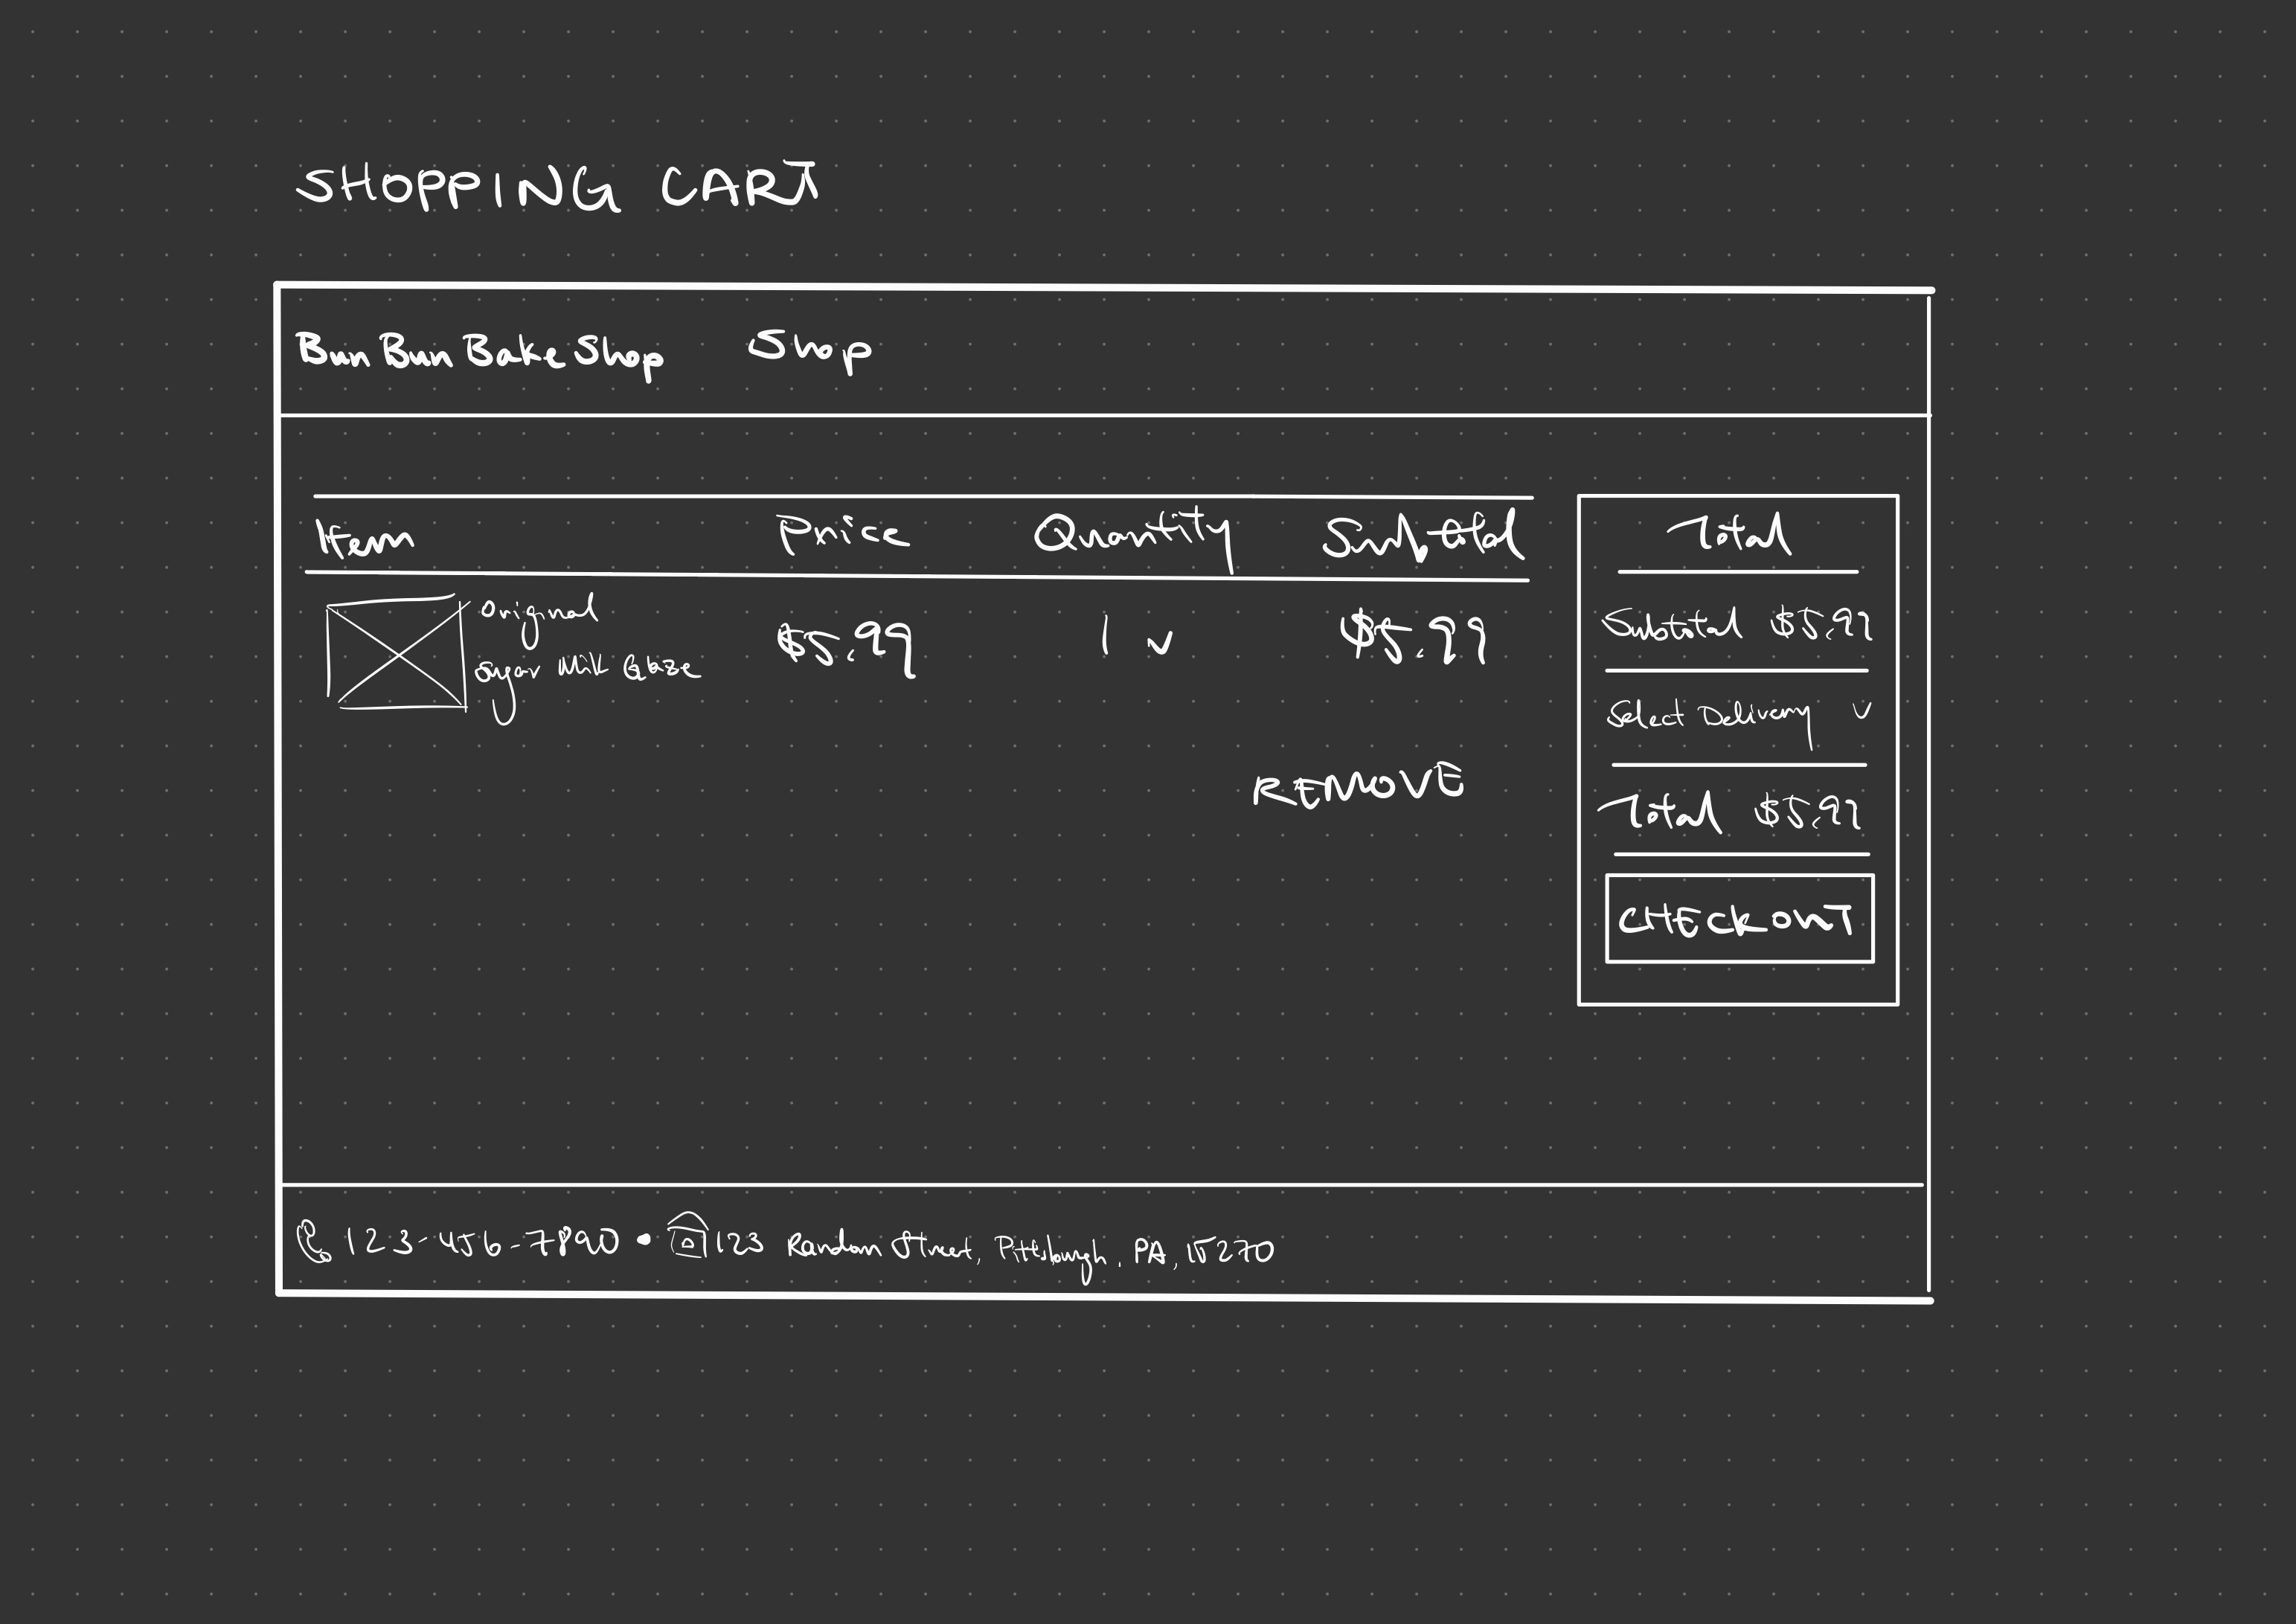 SHOPPING CART
Bun Bun Bake Shop Shop
Item Price Quantity Subtotal
Original
sugar milk glaze
$5.99 1 $5.99
REMOVE
Total
Subtotal $5.99
Select Delivery
Total $5.99
CHECKOUT
123-456-7890 • 123 Random Street, Pittsburgh, PA, 15290